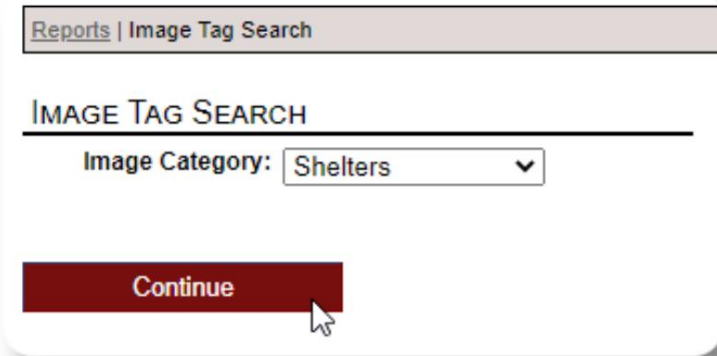 Reports | Image Tag Search
IMAGE TAG SEARCH
Image Category: Shelters
Continue